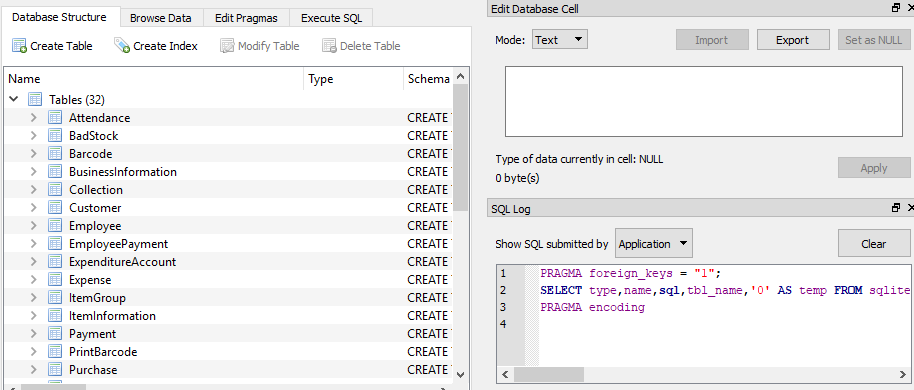 Database Structure Browse Data Edit Pragmas Execute SQL
Create Table Create Index Modify Table Delete Table
Name Type Schema
Tables (32)
Attendance CREATE
BadStock CREATE
Barcode CREATE
BusinessInformation CREATE
Collection CREATE
Customer CREATE
Employee CREATE
EmployeePayment CREATE
ExpenditureAccount CREATE
Expense CREATE
ItemGroup CREATE
ItemInformation CREATE
Payment CREATE
PrintBarcode CREATE
Purchase CREATE
Edit Database Cell
Mode: Text Import Export Set as NULL
Type of data currently in cell: NULL
0 byte(s)
Apply
SQL Log
Show SQL submitted by Application Clear
1 PRAGMA foreign_keys = "1";
2 SELECT type,name,sql,tbl_name,'0' AS temp FROM sqlite
3 PRAGMA encoding
4